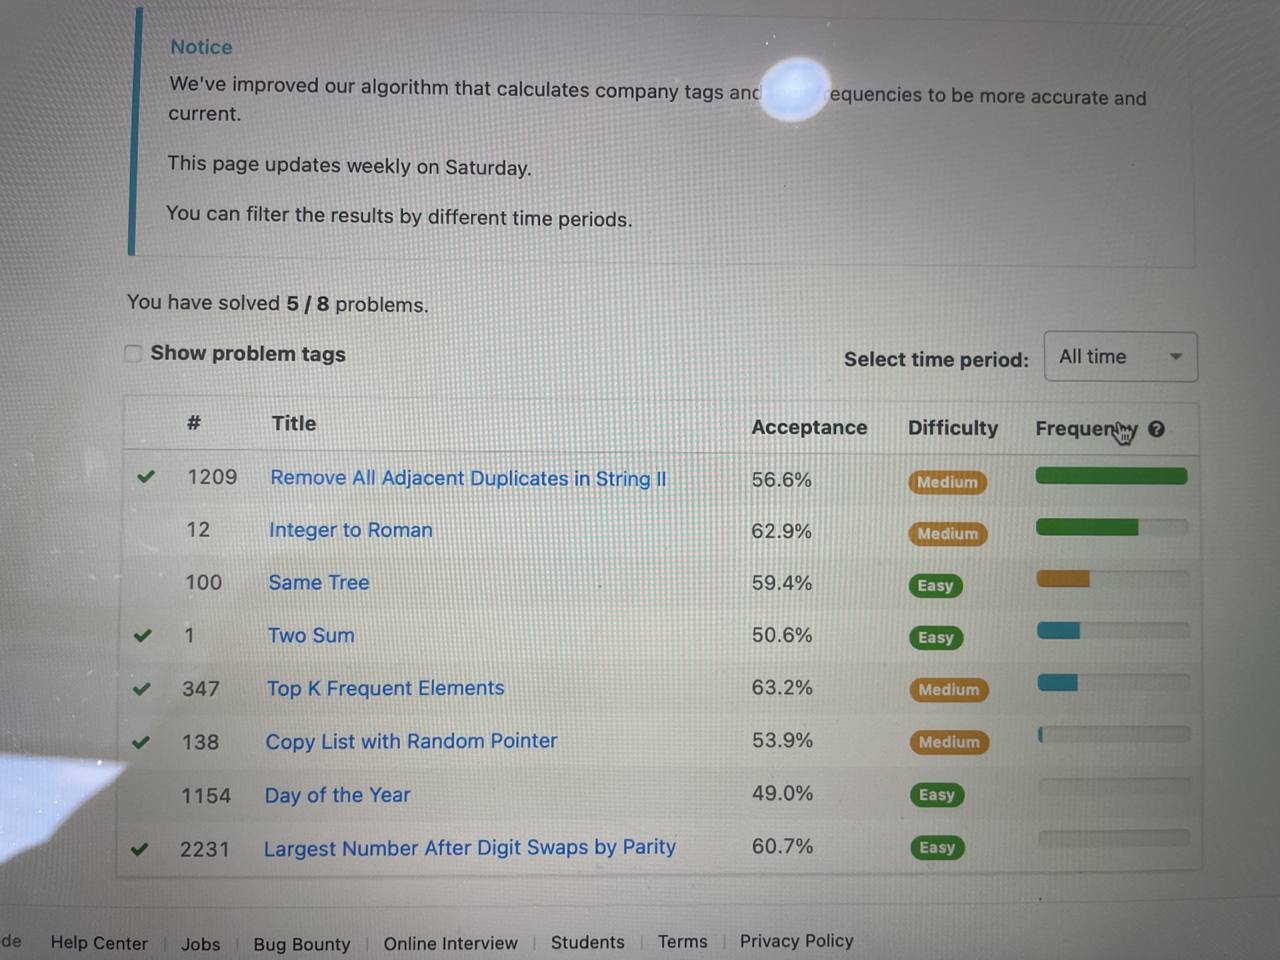 Notice
We've improved our algorithm that calculates company tags and equencies to be more accurate and
current.
This page updates weekly on Saturday.
You can filter the results by different time periods.
You have solved 5 / 8 problems.
Show problem tags
Select time period: All time
# Title Acceptance Difficulty Frequency ?
1209 Remove All Adjacent Duplicates in String II 56.6% Medium
12 Integer to Roman 62.9% Medium
100 Same Tree 59.4% Easy
1 Two Sum 50.6% Easy
347 Top K Frequent Elements 63.2% Medium
138 Copy List with Random Pointer 53.9% Medium
1154 Day of the Year 49.0% Easy
2231 Largest Number After Digit Swaps by Parity 60.7% Easy
de Help Center | Jobs | Bug Bounty | Online Interview | Students | Terms | Privacy Policy